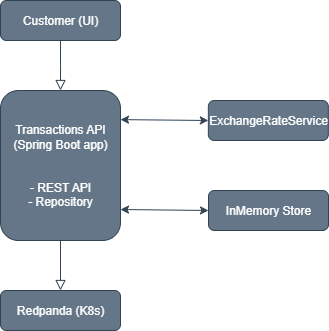 Customer (UI)
Transactions API
(Spring Boot app)
- REST API
- Repository
ExchangeRateService
InMemory Store
Redpanda (K8s)